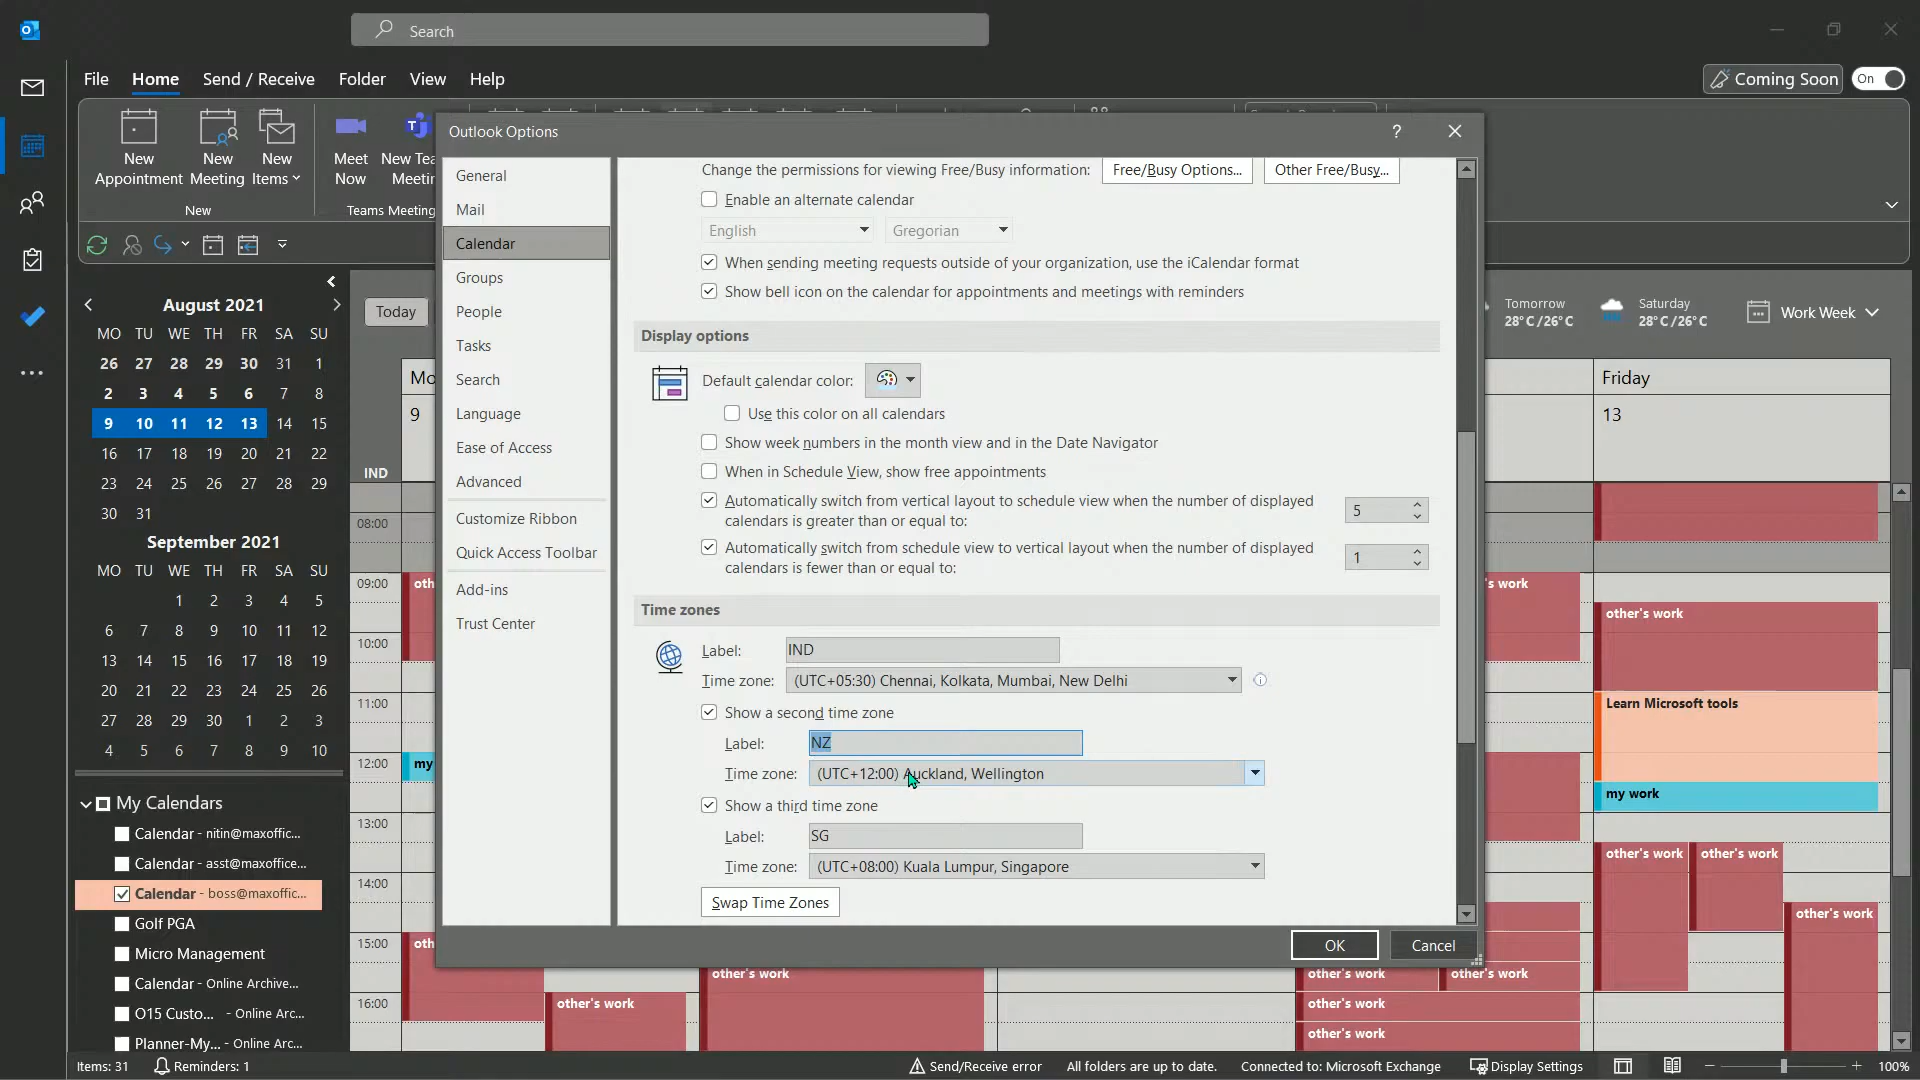 Search
File Home Send / Receive Folder View Help
Coming Soon On
New Appointment
New Meeting
New Items
Meet Now
New
Teams Meeting
Outlook Options
?
General
Mail
Calendar
Groups
People
Tasks
Search
Language
Ease of Access
Advanced
Customize Ribbon
Quick Access Toolbar
Add-ins
Trust Center
Change the permissions for viewing Free/Busy information: Free/Busy Options... Other Free/Busy...
Enable an alternate calendar
English Gregorian
When sending meeting requests outside of your organization, use the iCalendar format
Show bell icon on the calendar for appointments and meetings with reminders
Display options
Default calendar color:
Use this color on all calendars
Show week numbers in the month view and in the Date Navigator
When in Schedule View, show free appointments
Automatically switch from vertical layout to schedule view when the number of displayed
calendars is greater than or equal to: 5
Automatically switch from schedule view to vertical layout when the number of displayed
calendars is fewer than or equal to: 1
Time zones
Label: IND
Time zone: (UTC+05:30) Chennai, Kolkata, Mumbai, New Delhi
Show a second time zone
Label: NZ
Time zone: (UTC+12:00) Auckland, Wellington
Show a third time zone
Label: SG
Time zone: (UTC+08:00) Kuala Lumpur, Singapore
Swap Time Zones
OK Cancel
August 2021
MO TU WE TH FR SA SU
26 27 28 29 30 31 1
2 3 4 5 6 7 8
9 10 11 12 13 14 15
16 17 18 19 20 21 22
23 24 25 26 27 28 29
30 31
September 2021
MO TU WE TH FR SA SU
1 2 3 4 5
6 7 8 9 10 11 12
13 14 15 16 17 18 19
20 21 22 23 24 25 26
27 28 29 30 1 2 3
4 5 6 7 8 9 10
My Calendars
Calendar - nitin@maxoffic...
Calendar - asst@maxoffice...
Calendar - boss@maxoffic...
Golf PGA
Micro Management
Calendar - Online Archive...
O15 Custo... - Online Arc...
Planner-My... - Online Arc...
Today
Tomorrow
28°C/26°C
Saturday
28°C/26°C
Work Week
9
Friday
13
IND
08:00
09:00
10:00
11:00
12:00
13:00
14:00
15:00
16:00
my
other's work
other's work
other's work
other's work
other's work
other's work
other's work
Learn Microsoft tools
my work
other's work
other's work
other's work
Items: 31 Reminders: 1 Send/Receive error All folders are up to date. Connected to: Microsoft Exchange Display Settings 100%